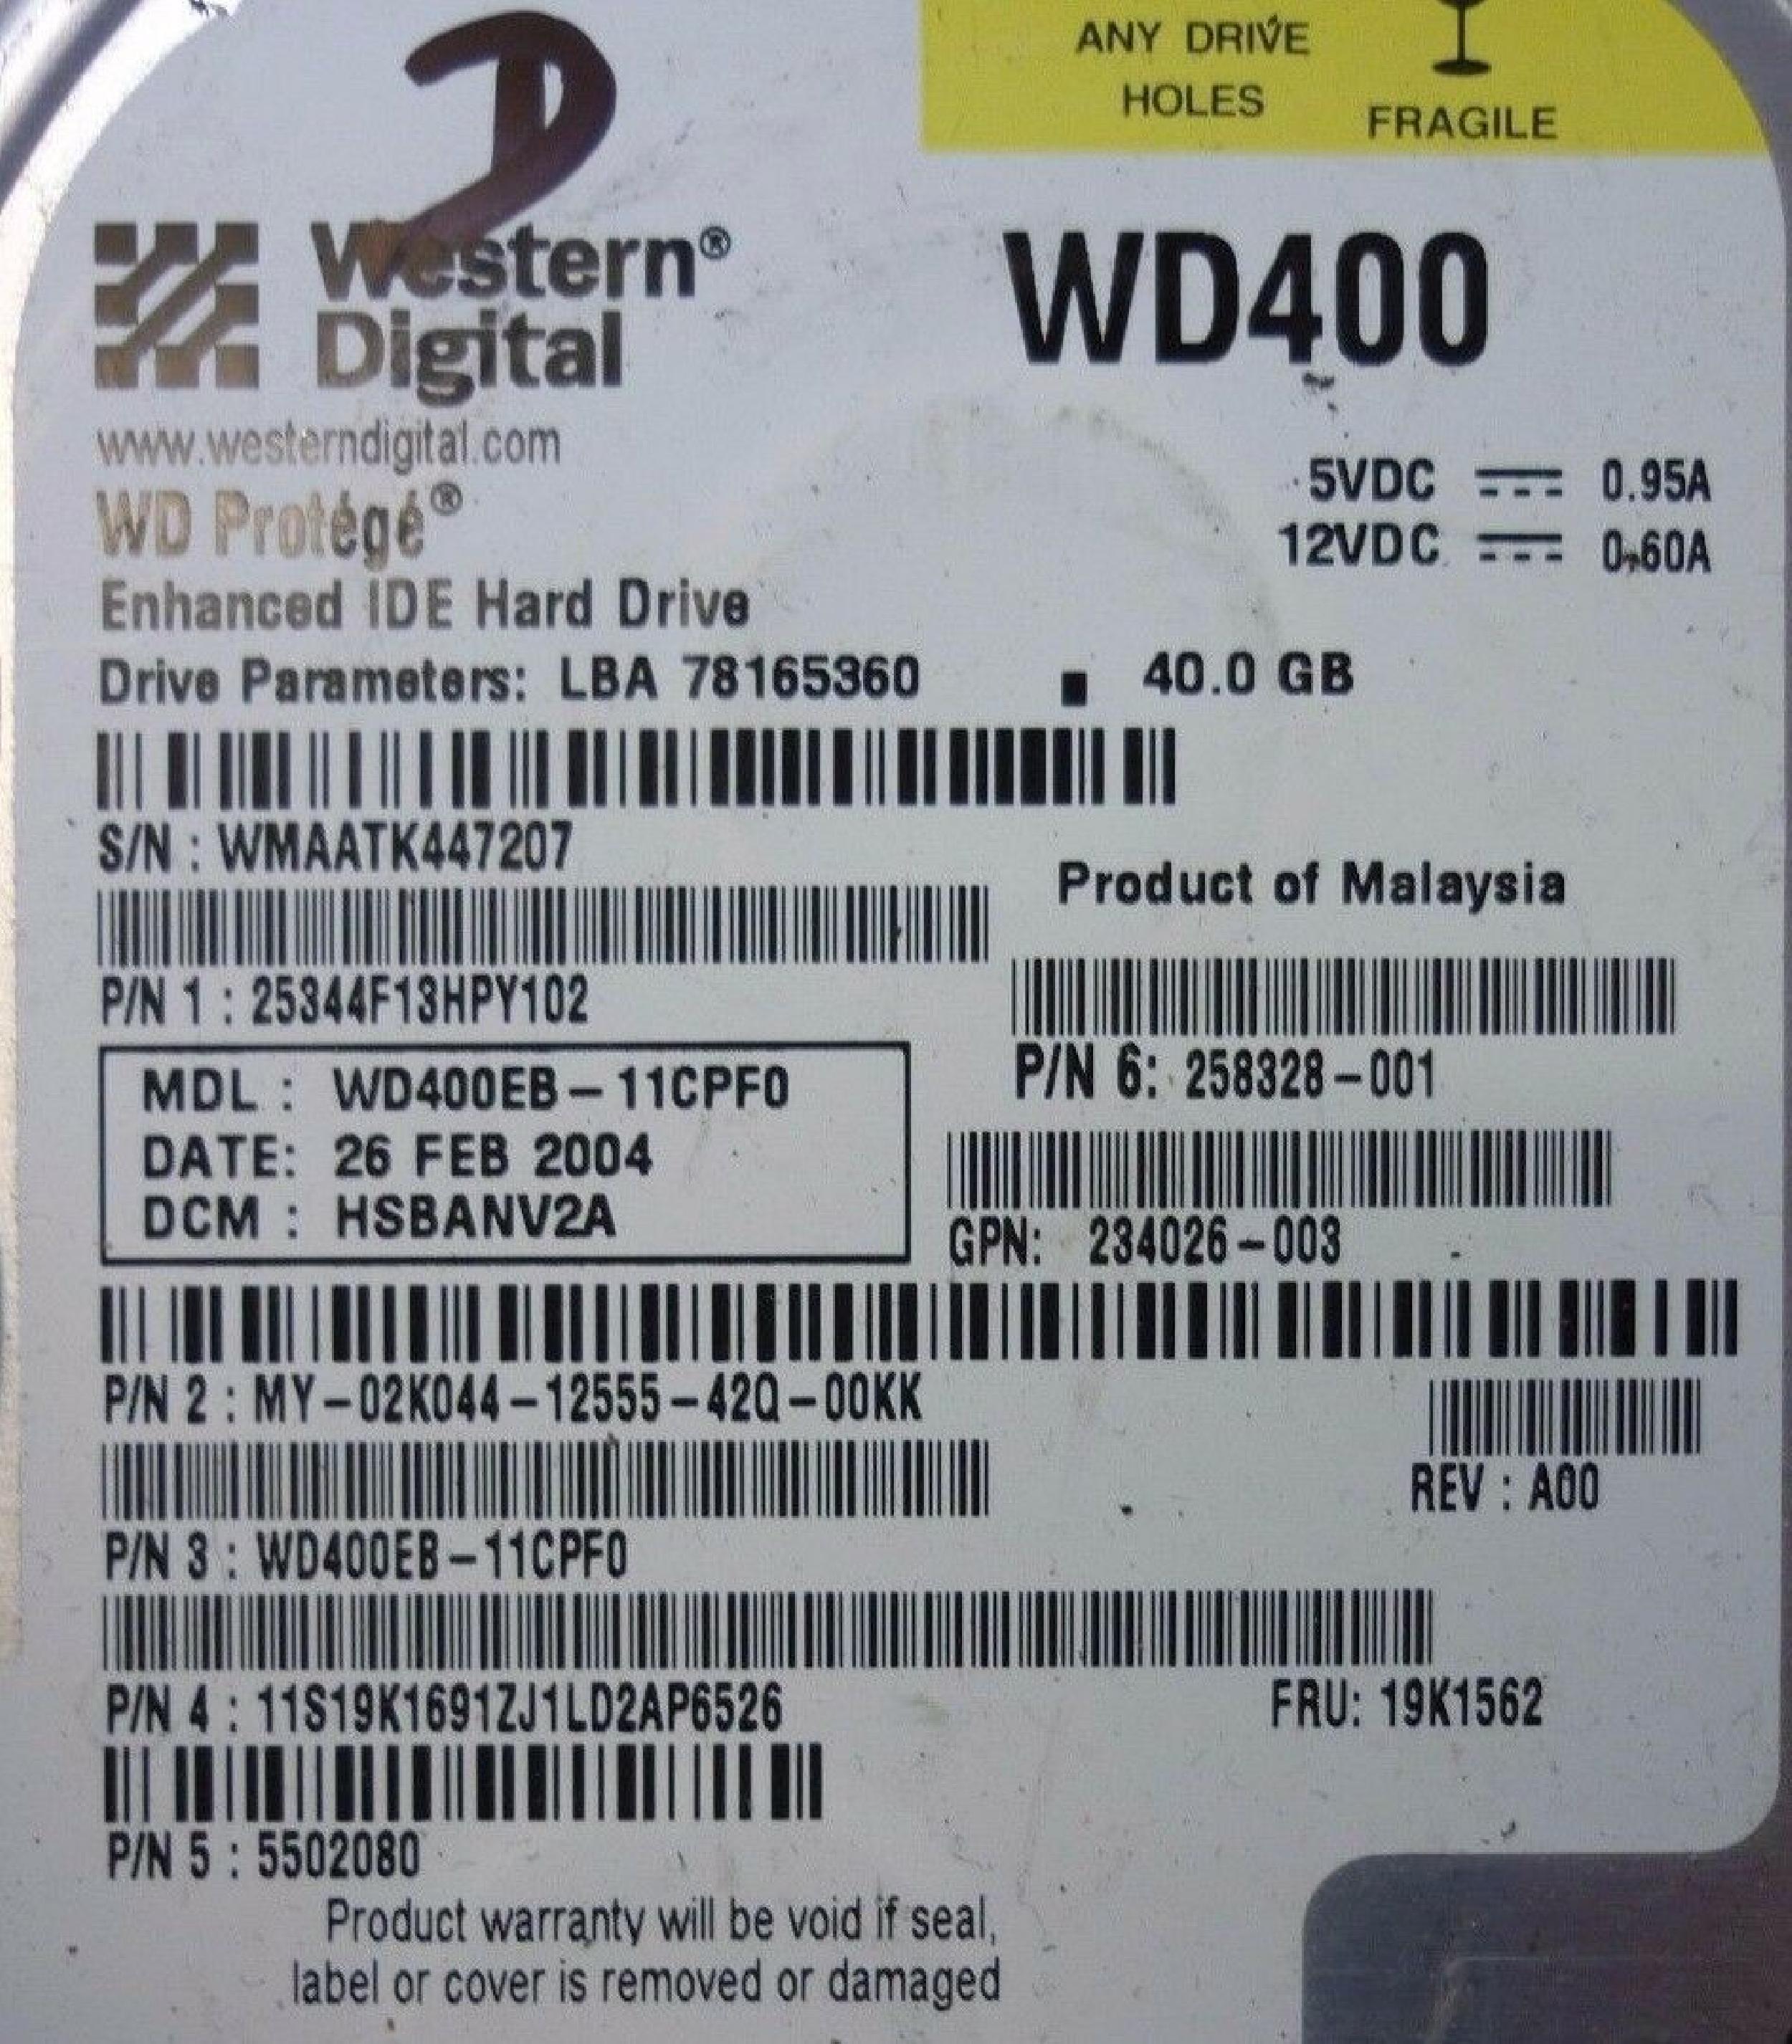 D
ANY DRIVE
HOLES
FRAGILE
Western®
Digital
WD400
www.westerndigital.com
WD Protégé®
5VDC 0.95A
12VDC 0.60A
Enhanced IDE Hard Drive
Drive Parameters: LBA 78165360 ■ 40.0 GB
S/N : WMAATK447207
Product of Malaysia
P/N 1 : 25344F13HPY102
P/N 6: 258328-001
MDL : WD400EB-11CPF0
DATE: 26 FEB 2004
DCM : HSBANV2A
GPN: 234026-003
P/N 2 : MY-02K044-12555-42Q-00KK
REV : A00
P/N 3 : WD400EB-11CPF0
P/N 4 : 11S19K1691ZJ1LD2AP6526
FRU: 19K1562
P/N 5 : 5502080
Product warranty will be void if seal,
label or cover is removed or damaged